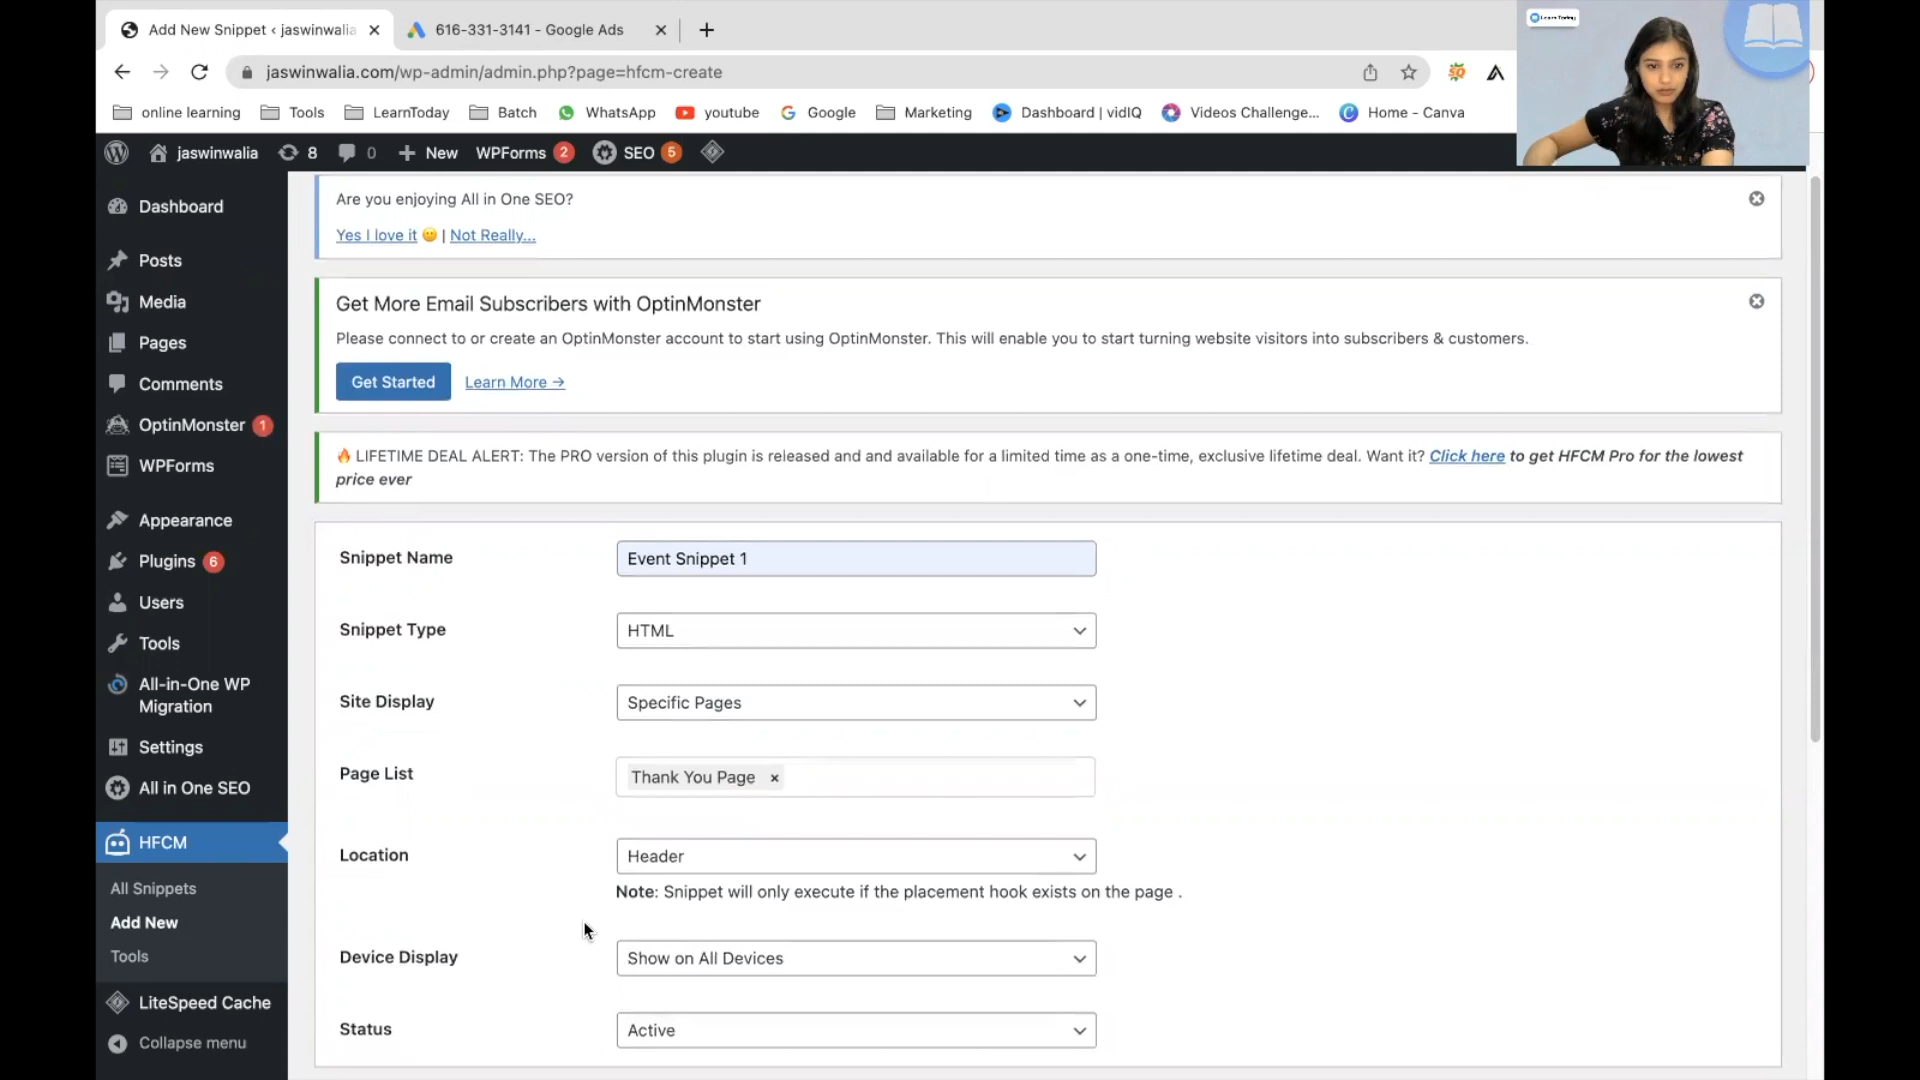 Add New Snippet < jaswinwalia
616-331-3141 - Google Ads
Learn Today
jaswinwalia.com/wp-admin/admin.php?page=hfcm-create
online learning
Tools
LearnToday
Batch
WhatsApp
youtube
Google
Marketing
Dashboard | vidIQ
Videos Challenge...
Home - Canva
jaswinwalia
8
0
New
WPForms 2
SEO 5
Dashboard
Posts
Media
Pages
Comments
OptinMonster 1
WPForms
Appearance
Plugins 6
Users
Tools
All-in-One WP
Migration
Settings
All in One SEO
HFCM
All Snippets
Add New
Tools
LiteSpeed Cache
Collapse menu
Are you enjoying All in One SEO?
Yes I love it 🙂 | Not Really...
Get More Email Subscribers with OptinMonster
Please connect to or create an OptinMonster account to start using OptinMonster. This will enable you to start turning website visitors into subscribers & customers.
Get Started
Learn More →
🔥 LIFETIME DEAL ALERT: The PRO version of this plugin is released and and available for a limited time as a one-time, exclusive lifetime deal. Want it? Click here to get HFCM Pro for the lowest
price ever
Snippet Name
Event Snippet 1
Snippet Type
HTML
Site Display
Specific Pages
Page List
Thank You Page ×
Location
Header
Note: Snippet will only execute if the placement hook exists on the page .
Device Display
Show on All Devices
Status
Active